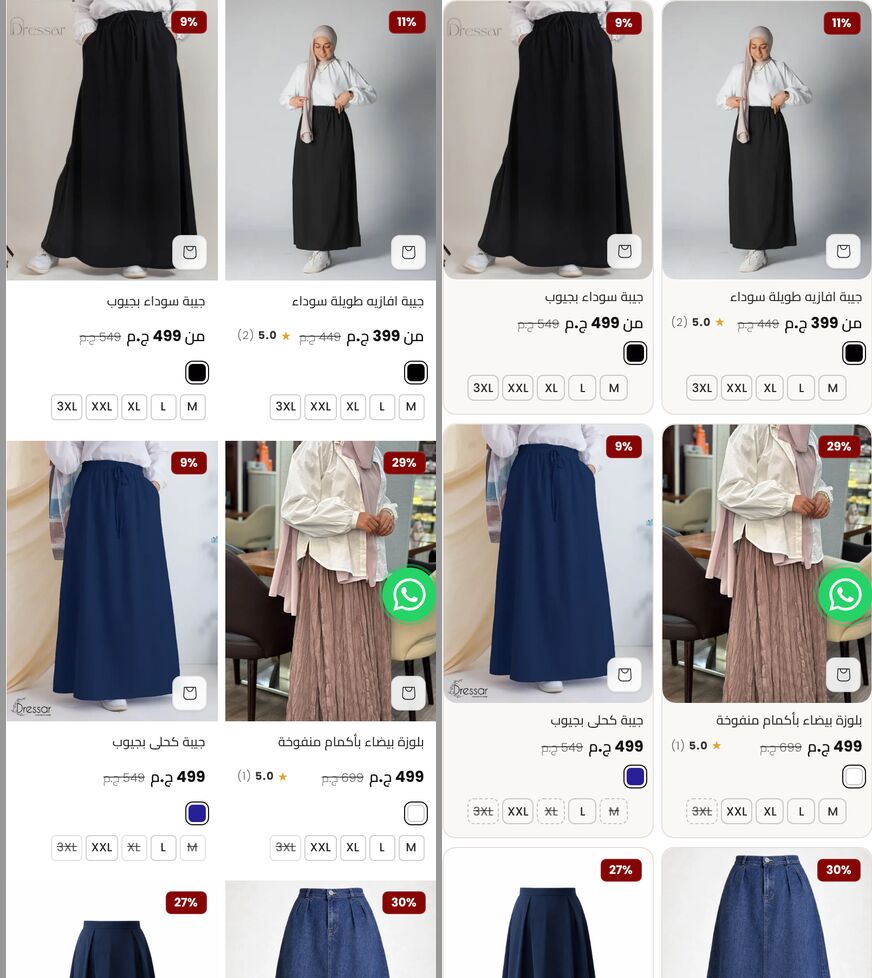 11%
جيبة افازيه طويلة سوداء
من 499 ج.م 549 ج.م
9%
Dressar
جيبة سوداء بجيوب
من 399 ج.م 449 ج.م ★ 5.0 (2)
M L XL XXL 3XL
M L XL XXL 3XL
29%
بلوزة بيضاء بأكمام منفوخة
499 ج.م 699 ج.م ★ 5.0 (1)
M L XL XXL 3XL
9%
Dressar
جيبة كحلى بجيوب
499 ج.م 549 ج.م
M L XL XXL 3XL
30%
27%
11%
جيبة افازيه طويلة سوداء
من 399 ج.م 449 ج.م ★ 5.0 (2)
M L XL XXL 3XL
9%
Dressar
جيبة سوداء بجيوب
من 499 ج.م 549 ج.م
M L XL XXL 3XL
29%
بلوزة بيضاء بأكمام منفوخة
499 ج.م 699 ج.م ★ 5.0 (1)
M L XL XXL 3XL
9%
Dressar
جيبة كحلى بجيوب
499 ج.م 549 ج.م
M L XL XXL 3XL
30%
27%